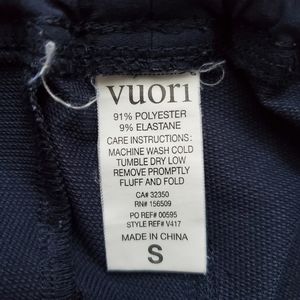 vuori
91% POLYESTER
9% ELASTANE
CARE INSTRUCTIONS:
MACHINE WASH COLD
TUMBLE DRY LOW
REMOVE PROMPTLY
FLUFF AND FOLD
CA# 32350
RN# 156509
PO REF# 00595
STYLE REF# V417
MADE IN CHINA
S